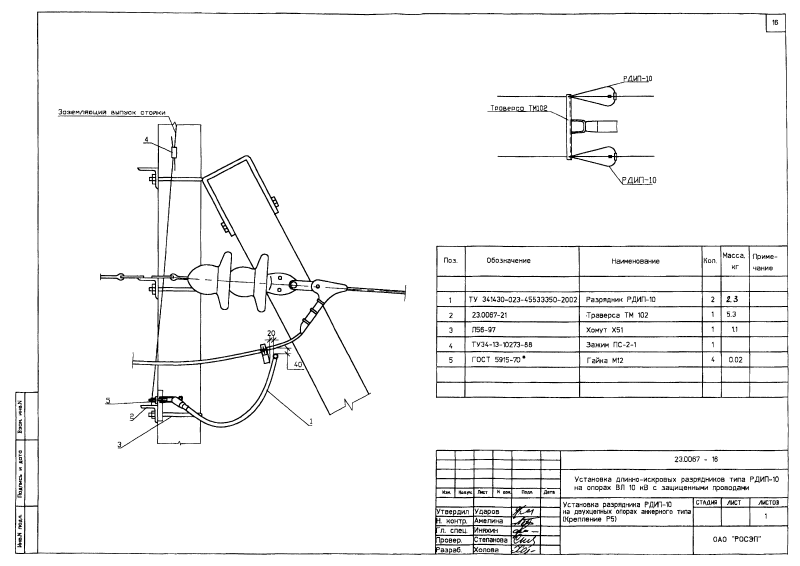 16
Заземляющий выпуск стойки
4
20
40
5
2
3
1
РДИП-10
Траверса ТМ102
РДИП-10
Поз. Обозначение Наименование Кол. Масса, кг Приме-чание
1 ТУ 341430-023-45533350-2002 Разрядник РДИП-10 2 2.3
2 23.0067-21 Траверса ТМ 102 1 5.3
3 Л56-97 Хомут Х51 1 1.1
4 ТУ34-13-10273-88 Зажим ПС-2-1 1
5 ГОСТ 5915-70* Гайка М12 4 0.02
23.0067 - 16
Установка длинно-искровых разрядников типа РДИП-10
на опорах ВЛ 10 кВ с защищенными проводами
Изм. Колуч. Лист N док. Подп. Дата
Утвердил Ударов
Н. контр. Амелина
Гл. спец. Иняхин
Провер. Степанова
Разраб. Холова
Установка разрядника РДИП-10
на двухцепных опорах анкерного типа
(Крепление Р5)
СТАДИЯ ЛИСТ ЛИСТОВ
1
ОАО "РОСЭП"
Взам. инв.N
Подпись и дата
Инв.N подл.